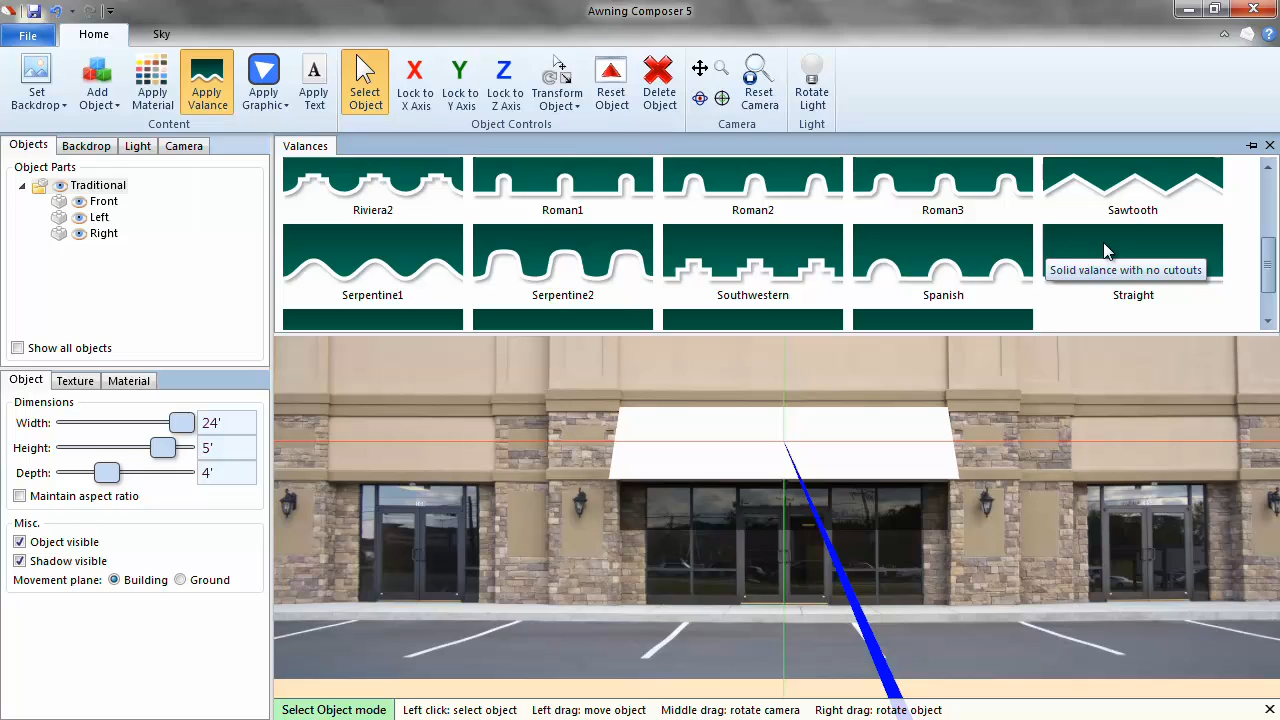 Awning Composer 5
File Home Sky
Set Backdrop
Add Object
Apply Material
Apply Valance
Apply Graphic
Apply Text
Select Object
X Lock to X Axis
Y Lock to Y Axis
Z Lock to Z Axis
Transform Object
Reset Object
Delete Object
Reset Camera
Rotate Light
A
Content Object Controls Camera Light
Objects Backdrop Light Camera
Object Parts
Traditional
Front
Left
Right
Show all objects
Object Texture Material
Dimensions
Width: 24'
Height: 5'
Depth: 4'
Maintain aspect ratio
Misc.
Object visible
Shadow visible
Movement plane: Building Ground
Valances
Riviera2 Roman1 Roman2 Roman3 Sawtooth
Solid valance with no cutouts
Serpentine1 Serpentine2 Southwestern Spanish Straight
Select Object mode Left click: select object Left drag: move object Middle drag: rotate camera Right drag: rotate object